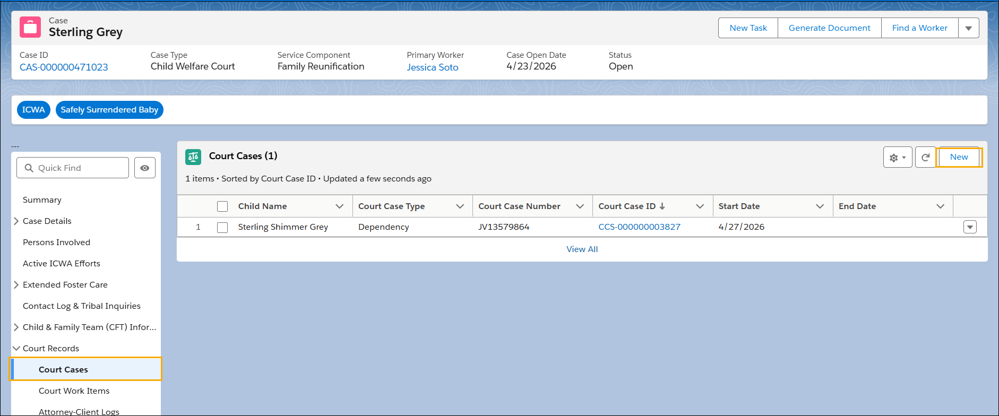 Case
Sterling Grey
New Task
Generate Document
Find a Worker
Case ID
CAS-000000471023
Case Type
Child Welfare Court
Service Component
Family Reunification
Primary Worker
Jessica Soto
Case Open Date
4/23/2026
Status
Open
ICWA
Safely Surrendered Baby
---
Quick Find
Summary
Case Details
Persons Involved
Active ICWA Efforts
Extended Foster Care
Contact Log & Tribal Inquiries
Child & Family Team (CFT) Infor...
Court Records
Court Cases
Court Work Items
Attorney-Client Logs
Court Cases (1)
New
1 items • Sorted by Court Case ID • Updated a few seconds ago
Child Name Court Case Type Court Case Number Court Case ID Start Date End Date
1 Sterling Shimmer Grey Dependency JV13579864 CCS-000000003827 4/27/2026
View All